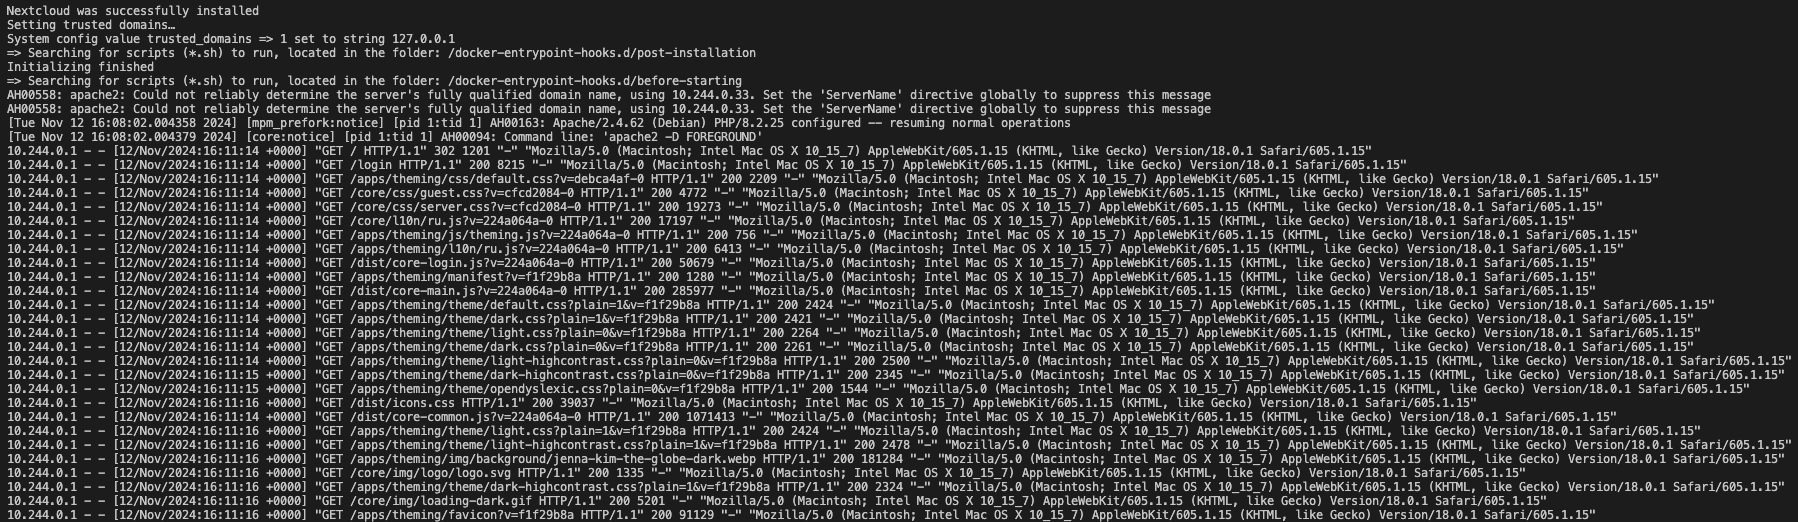 Nextcloud was successfully installed
Setting trusted domains…
System config value trusted_domains => 1 set to string 127.0.0.1
=> Searching for scripts (*.sh) to run, located in the folder: /docker-entrypoint-hooks.d/post-installation
Initializing finished
=> Searching for scripts (*.sh) to run, located in the folder: /docker-entrypoint-hooks.d/before-starting
AH00558: apache2: Could not reliably determine the server's fully qualified domain name, using 10.244.0.33. Set the 'ServerName' directive globally to suppress this message
AH00558: apache2: Could not reliably determine the server's fully qualified domain name, using 10.244.0.33. Set the 'ServerName' directive globally to suppress this message
[Tue Nov 12 16:08:02.004358 2024] [mpm_prefork:notice] [pid 1:tid 1] AH00163: Apache/2.4.62 (Debian) PHP/8.2.25 configured -- resuming normal operations
[Tue Nov 12 16:08:02.004379 2024] [core:notice] [pid 1:tid 1] AH00094: Command line: 'apache2 -D FOREGROUND'
10.244.0.1 - - [12/Nov/2024:16:11:14 +0000] "GET / HTTP/1.1" 302 1201 "-" "Mozilla/5.0 (Macintosh; Intel Mac OS X 10_15_7) AppleWebKit/605.1.15 (KHTML, like Gecko) Version/18.0.1 Safari/605.1.15"
10.244.0.1 - - [12/Nov/2024:16:11:14 +0000] "GET /login HTTP/1.1" 200 8215 "-" "Mozilla/5.0 (Macintosh; Intel Mac OS X 10_15_7) AppleWebKit/605.1.15 (KHTML, like Gecko) Version/18.0.1 Safari/605.1.15"
10.244.0.1 - - [12/Nov/2024:16:11:14 +0000] "GET /apps/theming/css/default.css?v=debca4af-0 HTTP/1.1" 200 2209 "-" "Mozilla/5.0 (Macintosh; Intel Mac OS X 10_15_7) AppleWebKit/605.1.15 (KHTML, like Gecko) Version/18.0.1 Safari/605.1.15"
10.244.0.1 - - [12/Nov/2024:16:11:14 +0000] "GET /core/css/guest.css?v=cfcd2084-0 HTTP/1.1" 200 4772 "-" "Mozilla/5.0 (Macintosh; Intel Mac OS X 10_15_7) AppleWebKit/605.1.15 (KHTML, like Gecko) Version/18.0.1 Safari/605.1.15"
10.244.0.1 - - [12/Nov/2024:16:11:14 +0000] "GET /core/css/server.css?v=cfcd2084-0 HTTP/1.1" 200 19273 "-" "Mozilla/5.0 (Macintosh; Intel Mac OS X 10_15_7) AppleWebKit/605.1.15 (KHTML, like Gecko) Version/18.0.1 Safari/605.1.15"
10.244.0.1 - - [12/Nov/2024:16:11:14 +0000] "GET /core/l10n/ru.js?v=224a064a-0 HTTP/1.1" 200 17197 "-" "Mozilla/5.0 (Macintosh; Intel Mac OS X 10_15_7) AppleWebKit/605.1.15 (KHTML, like Gecko) Version/18.0.1 Safari/605.1.15"
10.244.0.1 - - [12/Nov/2024:16:11:14 +0000] "GET /apps/theming/js/theming.js?v=224a064a-0 HTTP/1.1" 200 756 "-" "Mozilla/5.0 (Macintosh; Intel Mac OS X 10_15_7) AppleWebKit/605.1.15 (KHTML, like Gecko) Version/18.0.1 Safari/605.1.15"
10.244.0.1 - - [12/Nov/2024:16:11:14 +0000] "GET /apps/theming/l10n/ru.js?v=224a064a-0 HTTP/1.1" 200 6413 "-" "Mozilla/5.0 (Macintosh; Intel Mac OS X 10_15_7) AppleWebKit/605.1.15 (KHTML, like Gecko) Version/18.0.1 Safari/605.1.15"
10.244.0.1 - - [12/Nov/2024:16:11:14 +0000] "GET /dist/core-login.js?v=224a064a-0 HTTP/1.1" 200 50679 "-" "Mozilla/5.0 (Macintosh; Intel Mac OS X 10_15_7) AppleWebKit/605.1.15 (KHTML, like Gecko) Version/18.0.1 Safari/605.1.15"
10.244.0.1 - - [12/Nov/2024:16:11:14 +0000] "GET /apps/theming/manifest?v=f1f29b8a HTTP/1.1" 200 1280 "-" "Mozilla/5.0 (Macintosh; Intel Mac OS X 10_15_7) AppleWebKit/605.1.15 (KHTML, like Gecko) Version/18.0.1 Safari/605.1.15"
10.244.0.1 - - [12/Nov/2024:16:11:14 +0000] "GET /dist/core-main.js?v=224a064a-0 HTTP/1.1" 200 285977 "-" "Mozilla/5.0 (Macintosh; Intel Mac OS X 10_15_7) AppleWebKit/605.1.15 (KHTML, like Gecko) Version/18.0.1 Safari/605.1.15"
10.244.0.1 - - [12/Nov/2024:16:11:14 +0000] "GET /apps/theming/theme/default.css?plain=1&v=f1f29b8a HTTP/1.1" 200 2424 "-" "Mozilla/5.0 (Macintosh; Intel Mac OS X 10_15_7) AppleWebKit/605.1.15 (KHTML, like Gecko) Version/18.0.1 Safari/605.1.15"
10.244.0.1 - - [12/Nov/2024:16:11:14 +0000] "GET /apps/theming/theme/dark.css?plain=1&v=f1f29b8a HTTP/1.1" 200 2421 "-" "Mozilla/5.0 (Macintosh; Intel Mac OS X 10_15_7) AppleWebKit/605.1.15 (KHTML, like Gecko) Version/18.0.1 Safari/605.1.15"
10.244.0.1 - - [12/Nov/2024:16:11:14 +0000] "GET /apps/theming/theme/light.css?plain=0&v=f1f29b8a HTTP/1.1" 200 2264 "-" "Mozilla/5.0 (Macintosh; Intel Mac OS X 10_15_7) AppleWebKit/605.1.15 (KHTML, like Gecko) Version/18.0.1 Safari/605.1.15"
10.244.0.1 - - [12/Nov/2024:16:11:14 +0000] "GET /apps/theming/theme/dark.css?plain=0&v=f1f29b8a HTTP/1.1" 200 2261 "-" "Mozilla/5.0 (Macintosh; Intel Mac OS X 10_15_7) AppleWebKit/605.1.15 (KHTML, like Gecko) Version/18.0.1 Safari/605.1.15"
10.244.0.1 - - [12/Nov/2024:16:11:14 +0000] "GET /apps/theming/theme/light-highcontrast.css?plain=0&v=f1f29b8a HTTP/1.1" 200 2500 "-" "Mozilla/5.0 (Macintosh; Intel Mac OS X 10_15_7) AppleWebKit/605.1.15 (KHTML, like Gecko) Version/18.0.1 Safari/605.1.15"
10.244.0.1 - - [12/Nov/2024:16:11:15 +0000] "GET /apps/theming/theme/dark-highcontrast.css?plain=0&v=f1f29b8a HTTP/1.1" 200 2345 "-" "Mozilla/5.0 (Macintosh; Intel Mac OS X 10_15_7) AppleWebKit/605.1.15 (KHTML, like Gecko) Version/18.0.1 Safari/605.1.15"
10.244.0.1 - - [12/Nov/2024:16:11:15 +0000] "GET /apps/theming/theme/opendyslexic.css?plain=0&v=f1f29b8a HTTP/1.1" 200 1544 "-" "Mozilla/5.0 (Macintosh; Intel Mac OS X 10_15_7) AppleWebKit/605.1.15 (KHTML, like Gecko) Version/18.0.1 Safari/605.1.15"
10.244.0.1 - - [12/Nov/2024:16:11:16 +0000] "GET /dist/icons.css HTTP/1.1" 200 39037 "-" "Mozilla/5.0 (Macintosh; Intel Mac OS X 10_15_7) AppleWebKit/605.1.15 (KHTML, like Gecko) Version/18.0.1 Safari/605.1.15"
10.244.0.1 - - [12/Nov/2024:16:11:14 +0000] "GET /dist/core-common.js?v=224a064a-0 HTTP/1.1" 200 1071413 "-" "Mozilla/5.0 (Macintosh; Intel Mac OS X 10_15_7) AppleWebKit/605.1.15 (KHTML, like Gecko) Version/18.0.1 Safari/605.1.15"
10.244.0.1 - - [12/Nov/2024:16:11:16 +0000] "GET /apps/theming/theme/light.css?plain=1&v=f1f29b8a HTTP/1.1" 200 2424 "-" "Mozilla/5.0 (Macintosh; Intel Mac OS X 10_15_7) AppleWebKit/605.1.15 (KHTML, like Gecko) Version/18.0.1 Safari/605.1.15"
10.244.0.1 - - [12/Nov/2024:16:11:16 +0000] "GET /apps/theming/theme/light-highcontrast.css?plain=1&v=f1f29b8a HTTP/1.1" 200 2478 "-" "Mozilla/5.0 (Macintosh; Intel Mac OS X 10_15_7) AppleWebKit/605.1.15 (KHTML, like Gecko) Version/18.0.1 Safari/605.1.15"
10.244.0.1 - - [12/Nov/2024:16:11:16 +0000] "GET /apps/theming/img/background/jenna-kim-the-globe-dark.webp HTTP/1.1" 200 181284 "-" "Mozilla/5.0 (Macintosh; Intel Mac OS X 10_15_7) AppleWebKit/605.1.15 (KHTML, like Gecko) Version/18.0.1 Safari/605.1.15"
10.244.0.1 - - [12/Nov/2024:16:11:16 +0000] "GET /core/img/logo/logo.svg HTTP/1.1" 200 1335 "-" "Mozilla/5.0 (Macintosh; Intel Mac OS X 10_15_7) AppleWebKit/605.1.15 (KHTML, like Gecko) Version/18.0.1 Safari/605.1.15"
10.244.0.1 - - [12/Nov/2024:16:11:16 +0000] "GET /apps/theming/theme/dark-highcontrast.css?plain=1&v=f1f29b8a HTTP/1.1" 200 2324 "-" "Mozilla/5.0 (Macintosh; Intel Mac OS X 10_15_7) AppleWebKit/605.1.15 (KHTML, like Gecko) Version/18.0.1 Safari/605.1.15"
10.244.0.1 - - [12/Nov/2024:16:11:16 +0000] "GET /core/img/loading-dark.gif HTTP/1.1" 200 5201 "-" "Mozilla/5.0 (Macintosh; Intel Mac OS X 10_15_7) AppleWebKit/605.1.15 (KHTML, like Gecko) Version/18.0.1 Safari/605.1.15"
10.244.0.1 - - [12/Nov/2024:16:11:16 +0000] "GET /apps/theming/favicon?v=f1f29b8a HTTP/1.1" 200 91129 "-" "Mozilla/5.0 (Macintosh; Intel Mac OS X 10_15_7) AppleWebKit/605.1.15 (KHTML, like Gecko) Version/18.0.1 Safari/605.1.15"